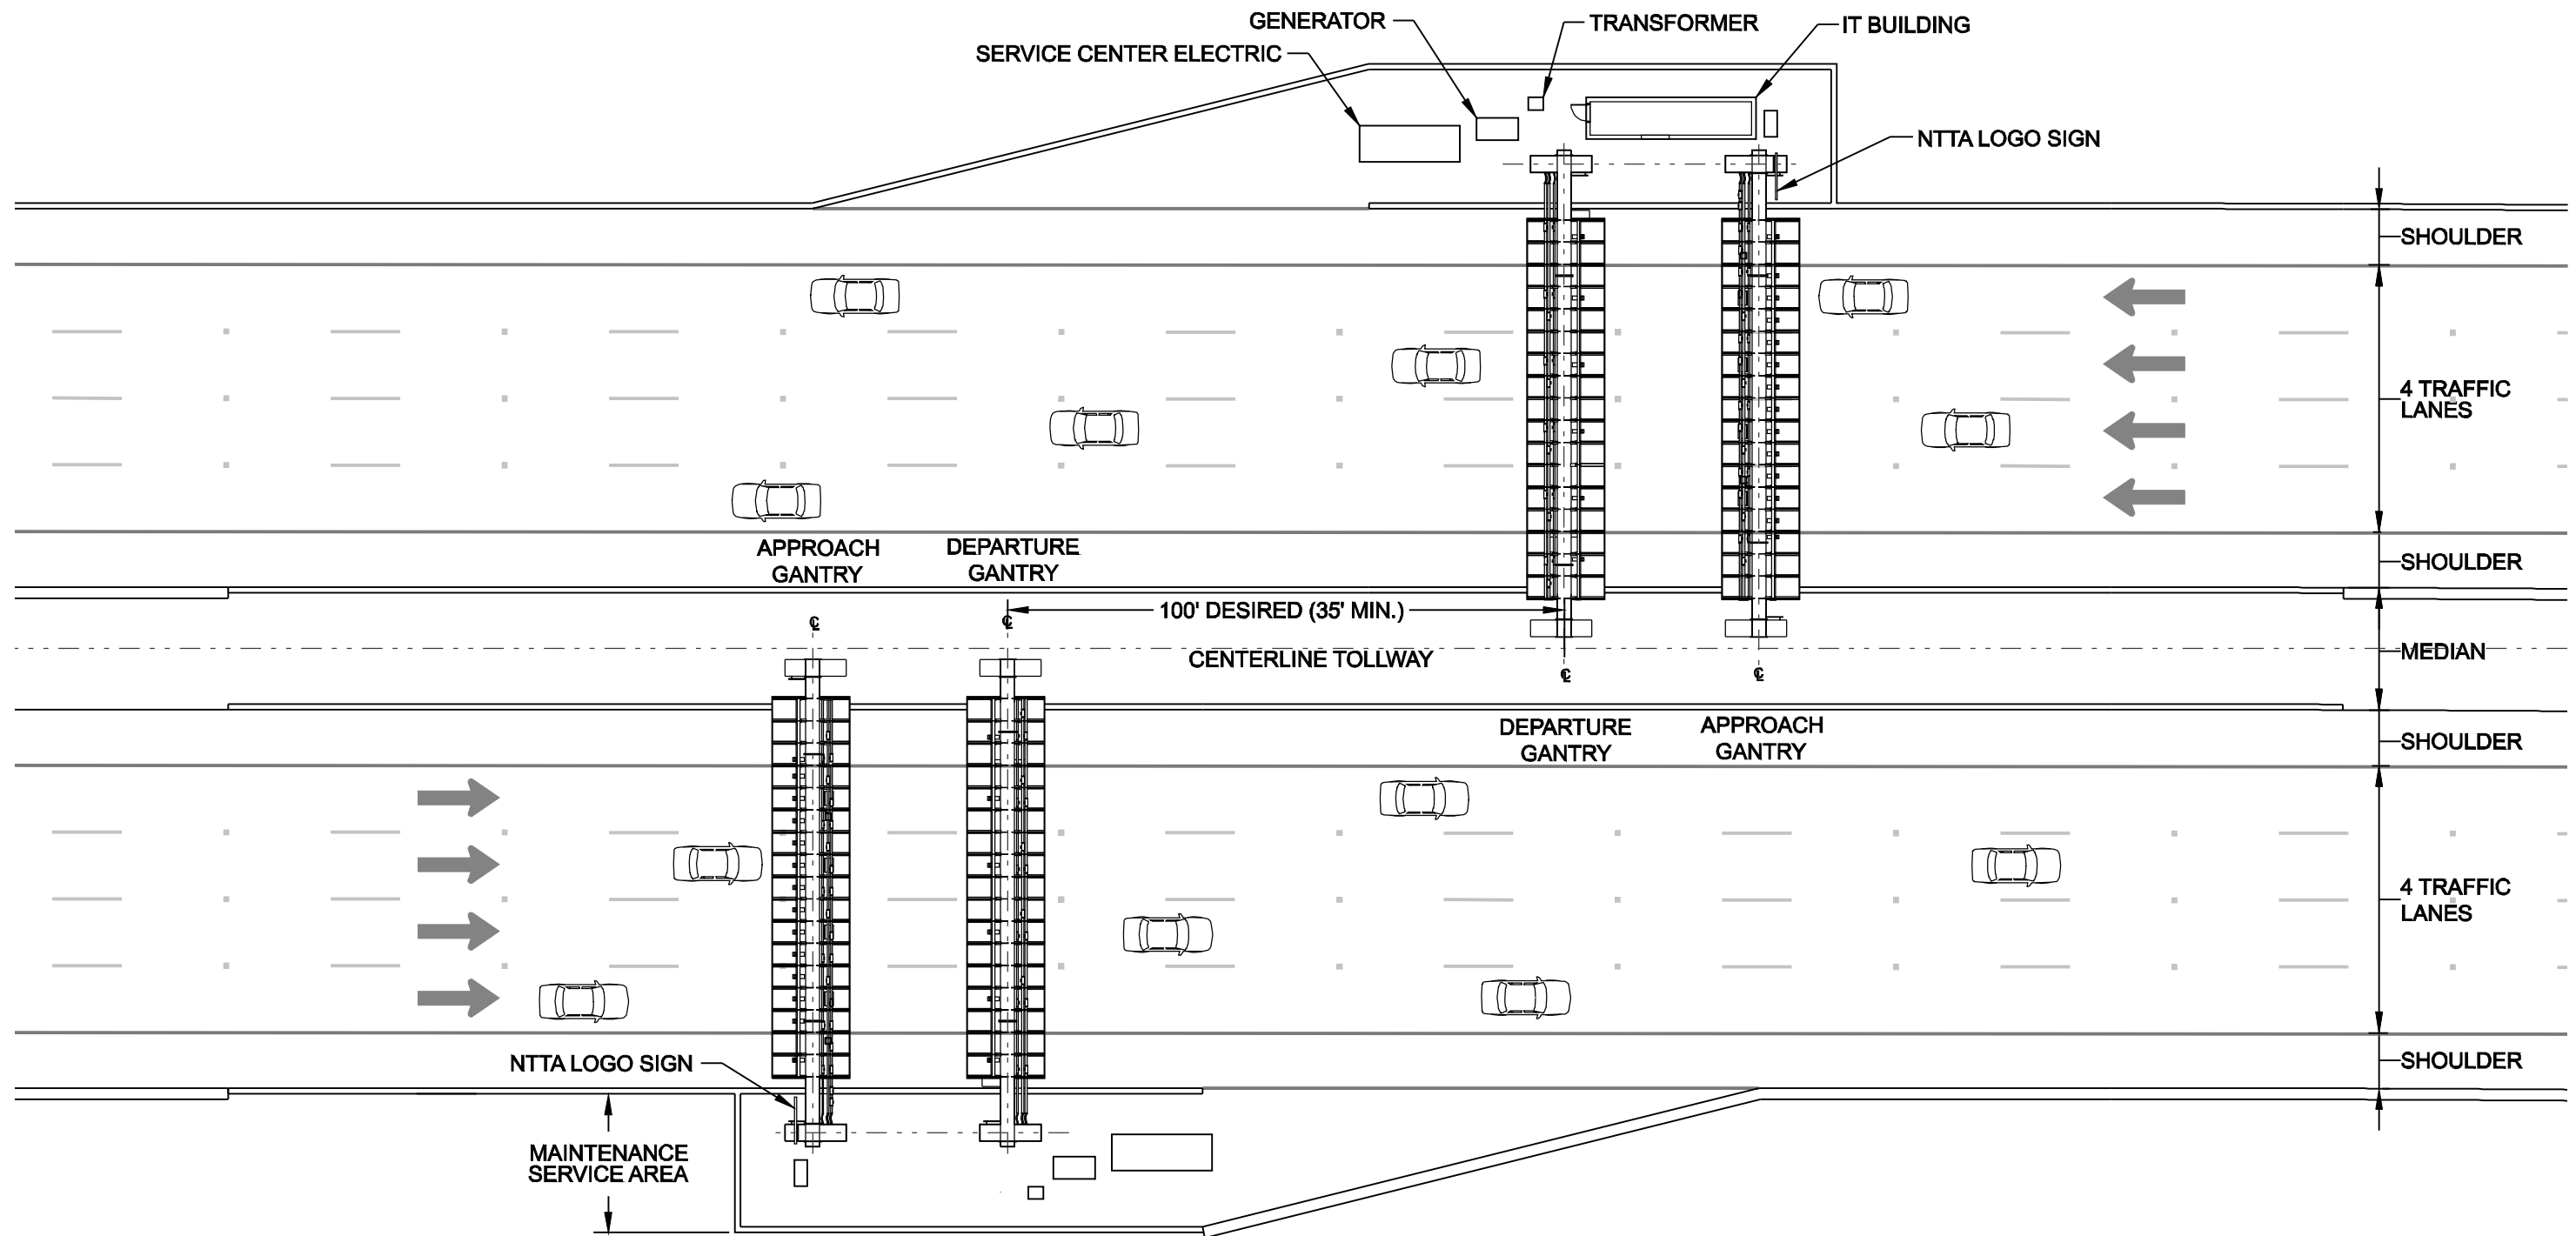 GENERATOR
TRANSFORMER
IT BUILDING
SERVICE CENTER ELECTRIC
NTTA LOGO SIGN
SHOULDER
4 TRAFFIC
LANES
APPROACH
GANTRY
DEPARTURE
GANTRY
SHOULDER
100' DESIRED (35' MIN.)
℄
℄
CENTERLINE TOLLWAY
MEDIAN
℄
℄
DEPARTURE
GANTRY
APPROACH
GANTRY
SHOULDER
4 TRAFFIC
LANES
NTTA LOGO SIGN
SHOULDER
MAINTENANCE
SERVICE AREA